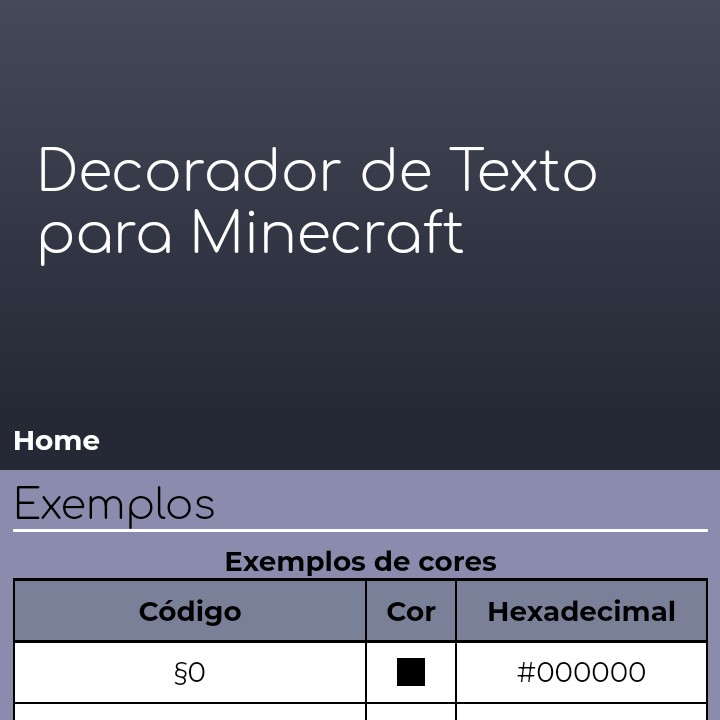 Decorador de Texto
para Minecraft
Home
Exemplos
Exemplos de cores
Código Cor Hexadecimal
§0 #000000